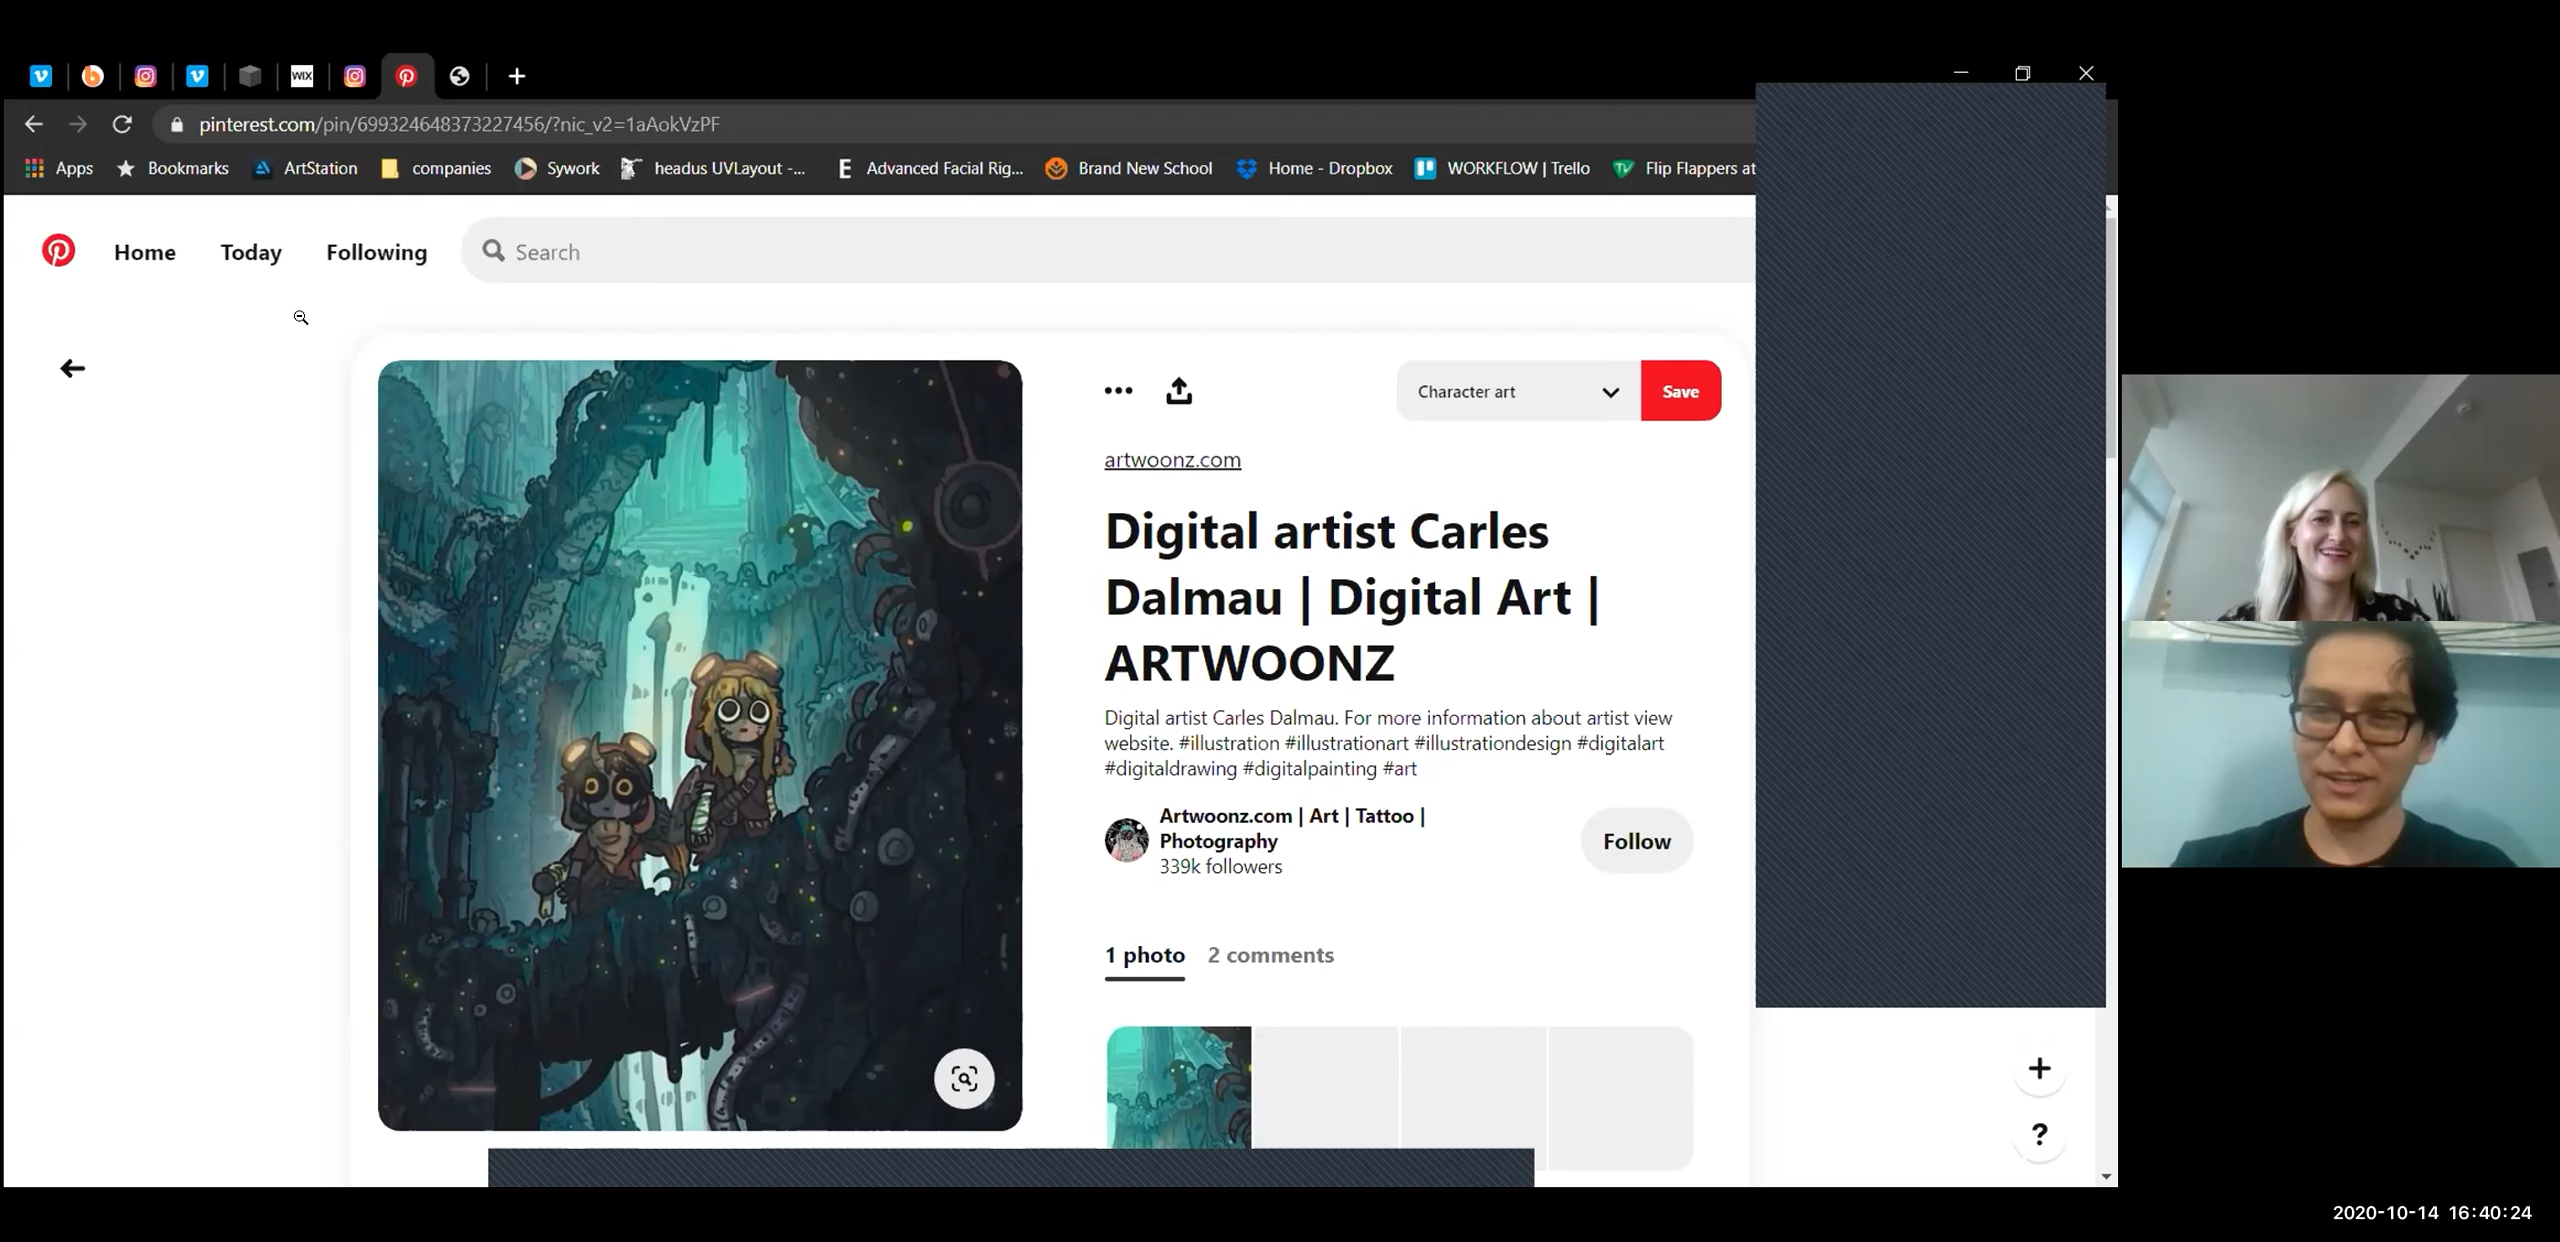 WIX
pinterest.com/pin/699324648373227456/?nic_v2=1aAokVzPF
Apps Bookmarks ArtStation companies Sywork headus UVLayout -... E Advanced Facial Rig... Brand New School Home - Dropbox WORKFLOW | Trello TV Flip Flappers at
Home Today Following Search
Character art Save
artwoonz.com
Digital artist Carles
Dalmau | Digital Art |
ARTWOONZ
Digital artist Carles Dalmau. For more information about artist view
website. #illustration #illustrationart #illustrationdesign #digitalart
#digitaldrawing #digitalpainting #art
Artwoonz.com | Art | Tattoo |
Photography
339k followers
Follow
1 photo 2 comments
2020-10-14 16:40:24